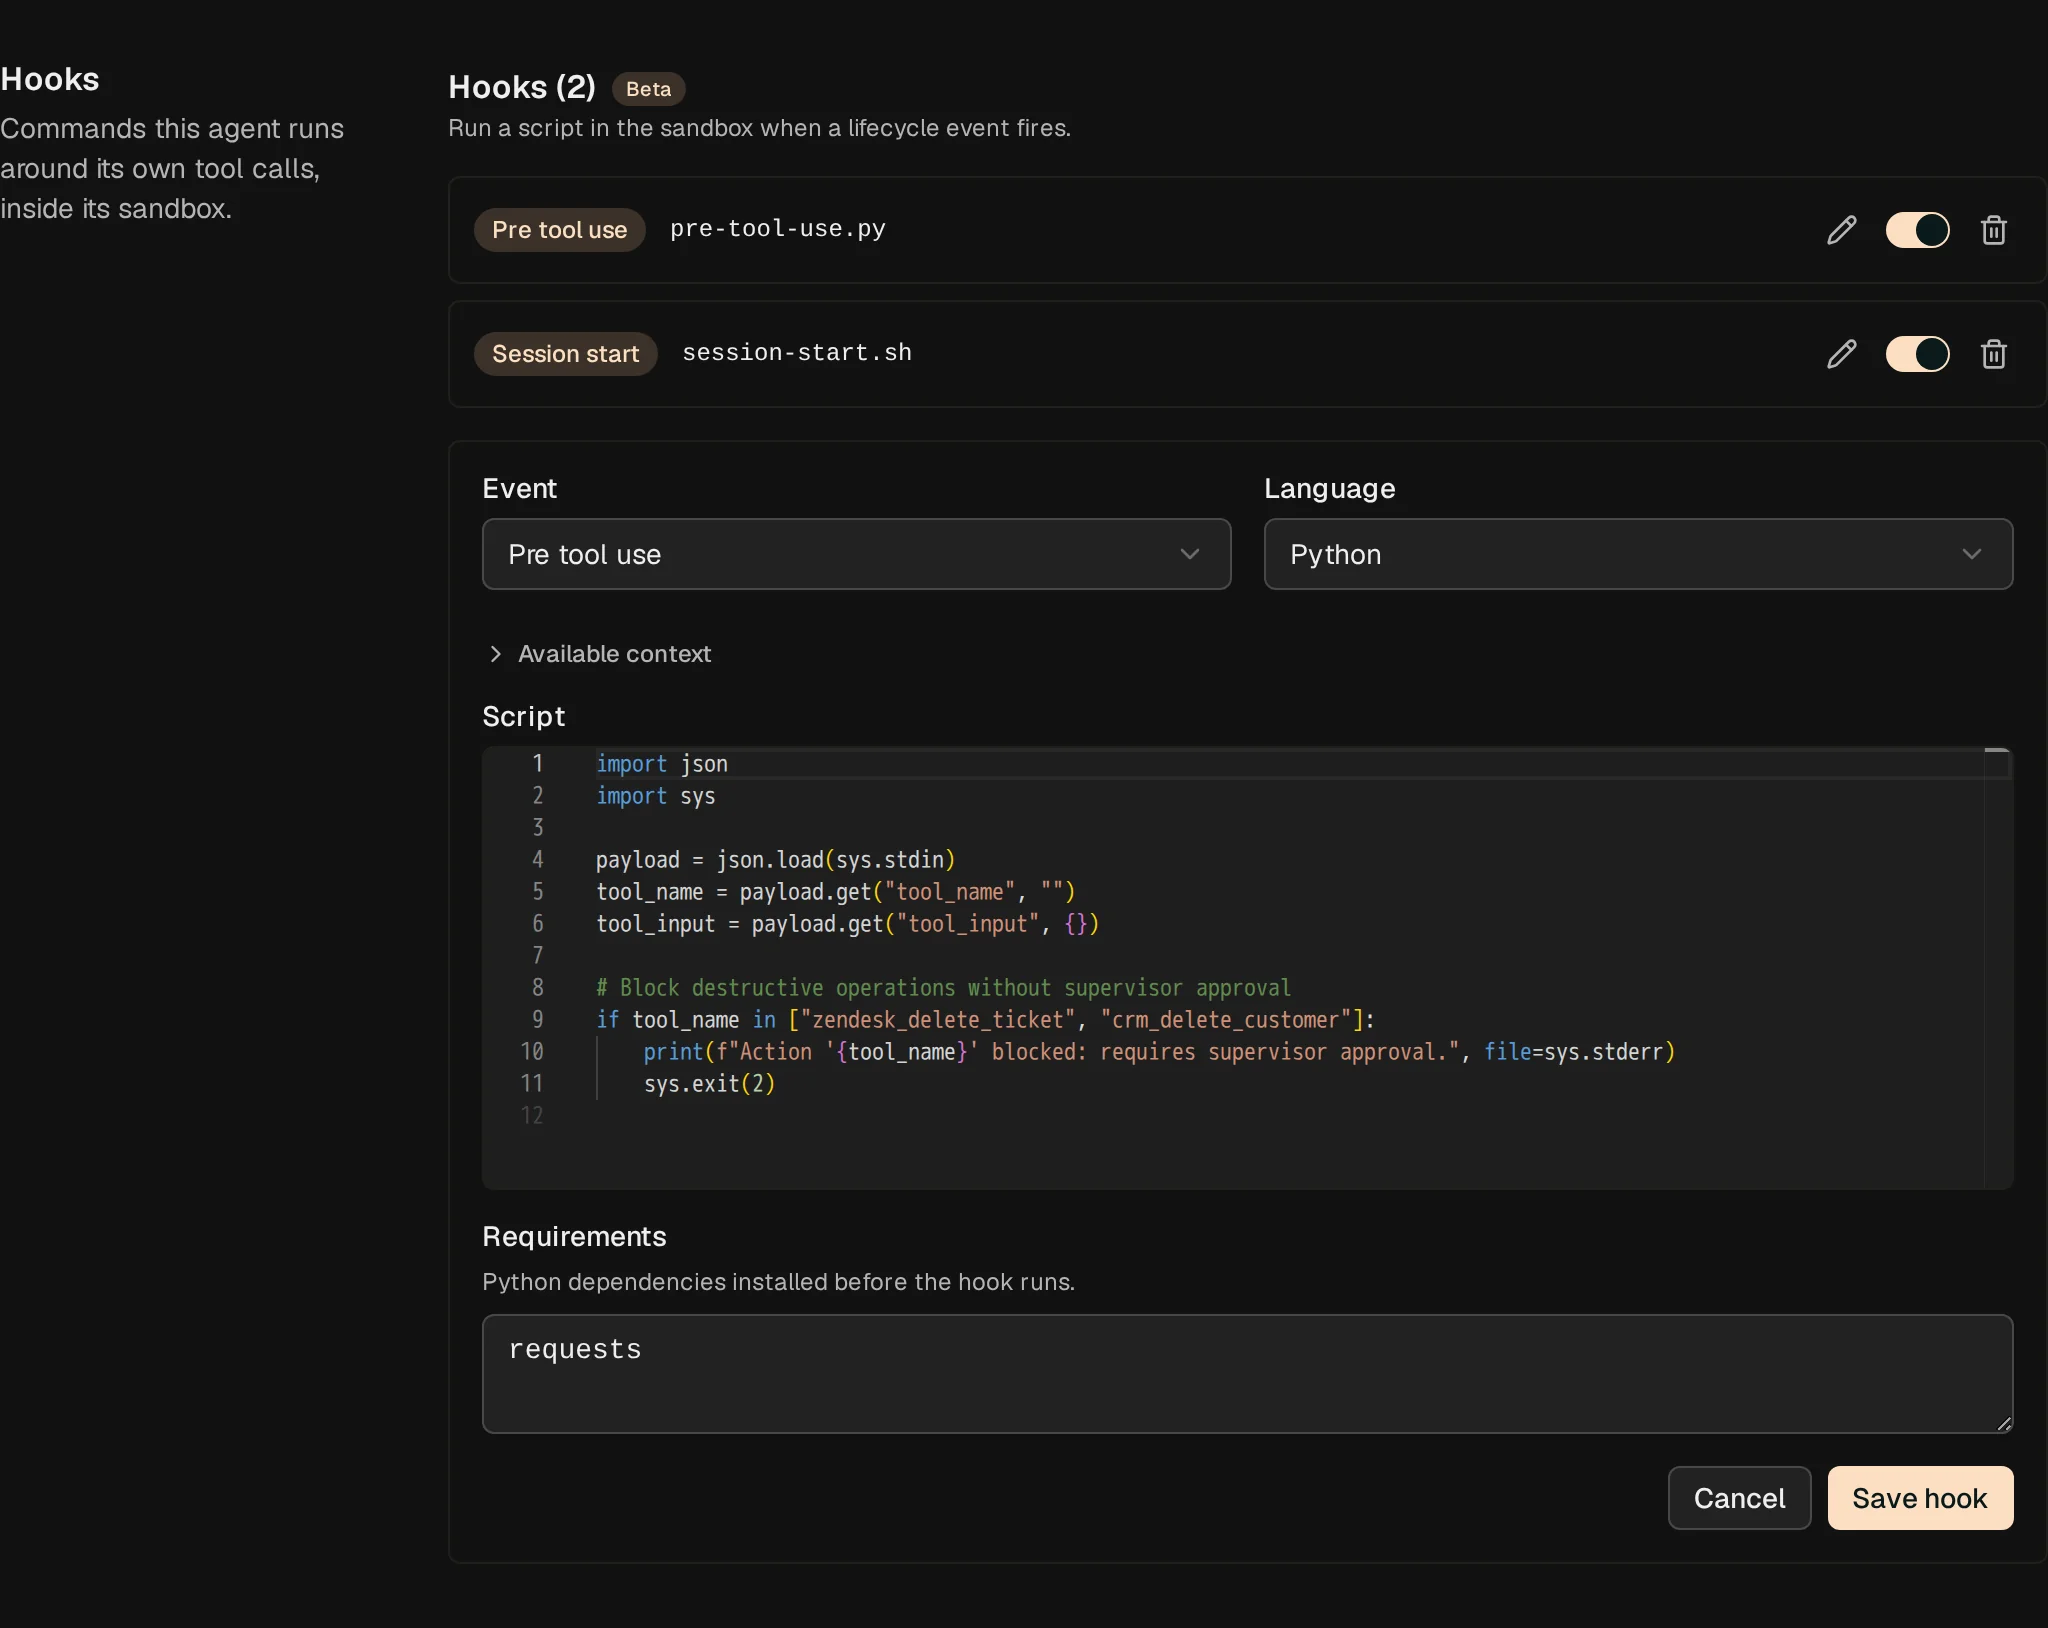 Hooks
Commands this agent runs
around its own tool calls,
inside its sandbox.
Hooks (2) Beta
Run a script in the sandbox when a lifecycle event fires.
Pre tool use pre-tool-use.py
Session start session-start.sh
Event Language
Pre tool use Python
Available context
Script
1 import json
2 import sys
3
4 payload = json.load(sys.stdin)
5 tool_name = payload.get("tool_name", "")
6 tool_input = payload.get("tool_input", {})
7
8 # Block destructive operations without supervisor approval
9 if tool_name in ["zendesk_delete_ticket", "crm_delete_customer"]:
10     print(f"Action '{tool_name}' blocked: requires supervisor approval.", file=sys.stderr)
11     sys.exit(2)
12
Requirements
Python dependencies installed before the hook runs.
requests
Cancel Save hook